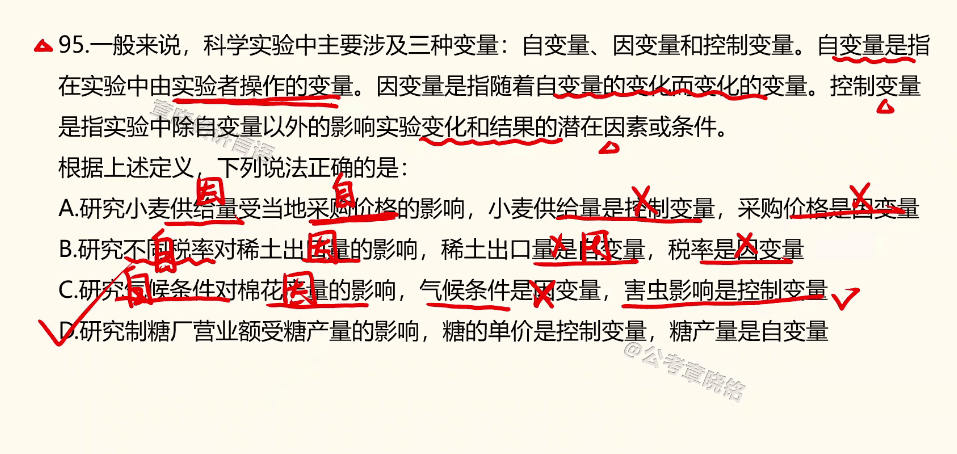 95.一般来说，科学实验中主要涉及三种变量：自变量、因变量和控制变量。自变量是指
在实验中由实验者操作的变量。因变量是指随着自变量的变化而变化的变量。控制变量
是指实验中除自变量以外的影响实验变化和结果的潜在因素或条件。
根据上述定义，下列说法正确的是：
因 自 X X
A.研究小麦供给量受当地采购价格的影响，小麦供给量是控制变量，采购价格是因变量
自 因 X 因 X
B.研究不同税率对稀土出口量的影响，稀土出口量是自变量，税率是因变量
自 因 X
C.研究气候条件对棉花产量的影响，气候条件是因变量，害虫影响是控制变量
D.研究制糖厂营业额受糖产量的影响，糖的单价是控制变量，糖产量是自变量
@公考章晓铭